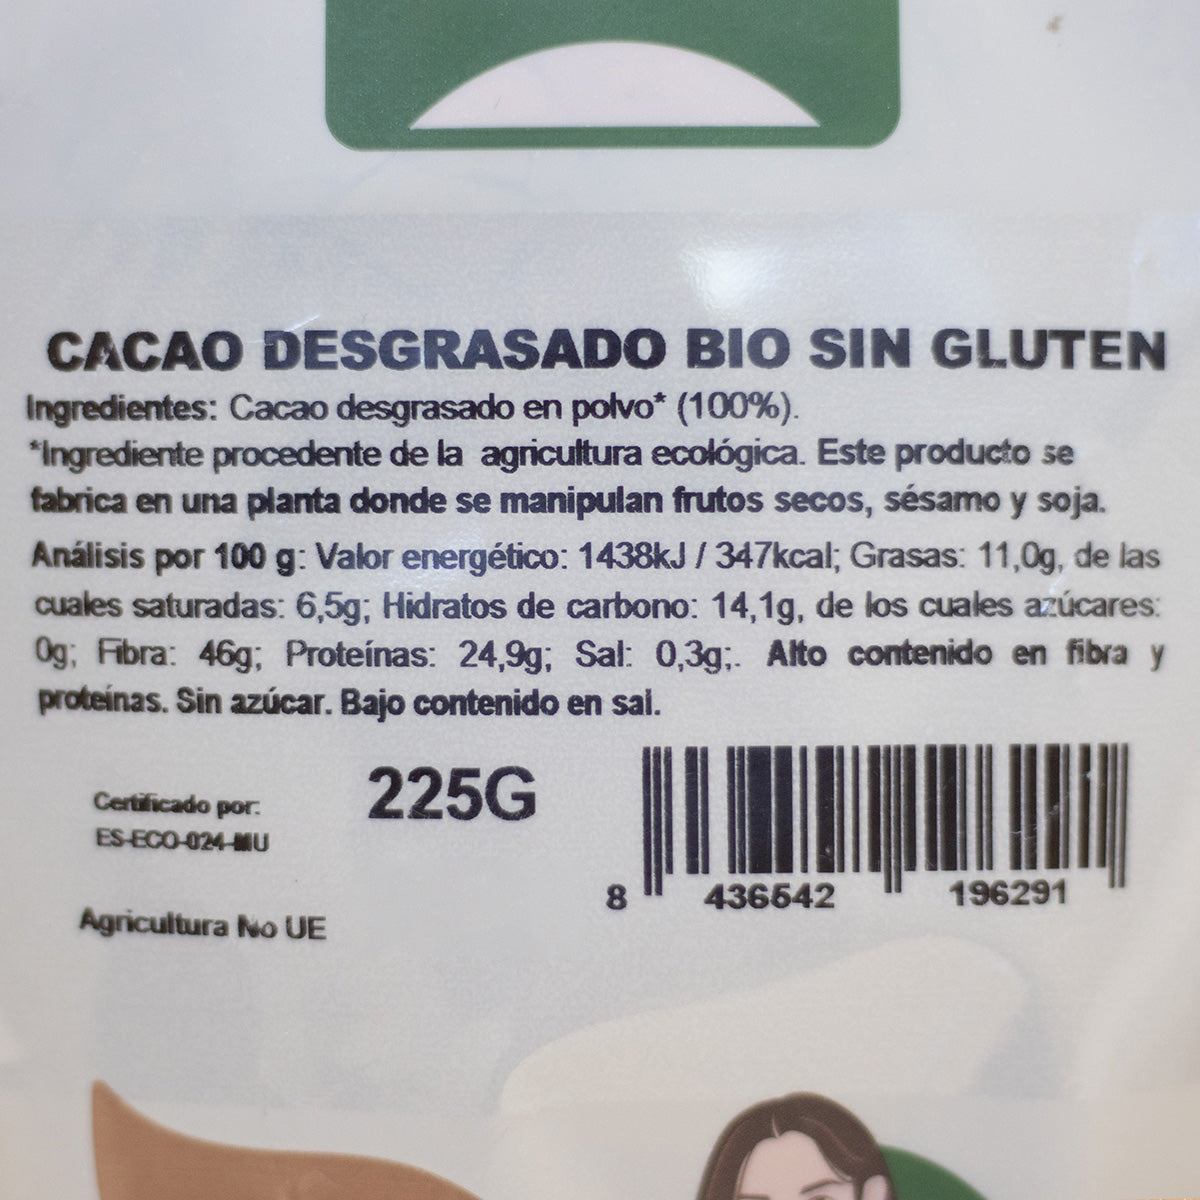 CACAO DESGRASADO BIO SIN GLUTEN
Ingredientes: Cacao desgrasado en polvo* (100%).
*Ingrediente procedente de la agricultura ecológica. Este producto se
fabrica en una planta donde se manipulan frutos secos, sésamo y soja.
Análisis por 100 g: Valor energético: 1438kJ / 347kcal; Grasas: 11,0g, de las
cuales saturadas: 6,5g; Hidratos de carbono: 14,1g, de los cuales azúcares:
0g; Fibra: 46g; Proteínas: 24,9g; Sal: 0,3g;. Alto contenido en fibra y
proteínas. Sin azúcar. Bajo contenido en sal.
225G
Certificado por:
ES-ECO-024-MU
8 436542 196291
Agricultura No UE